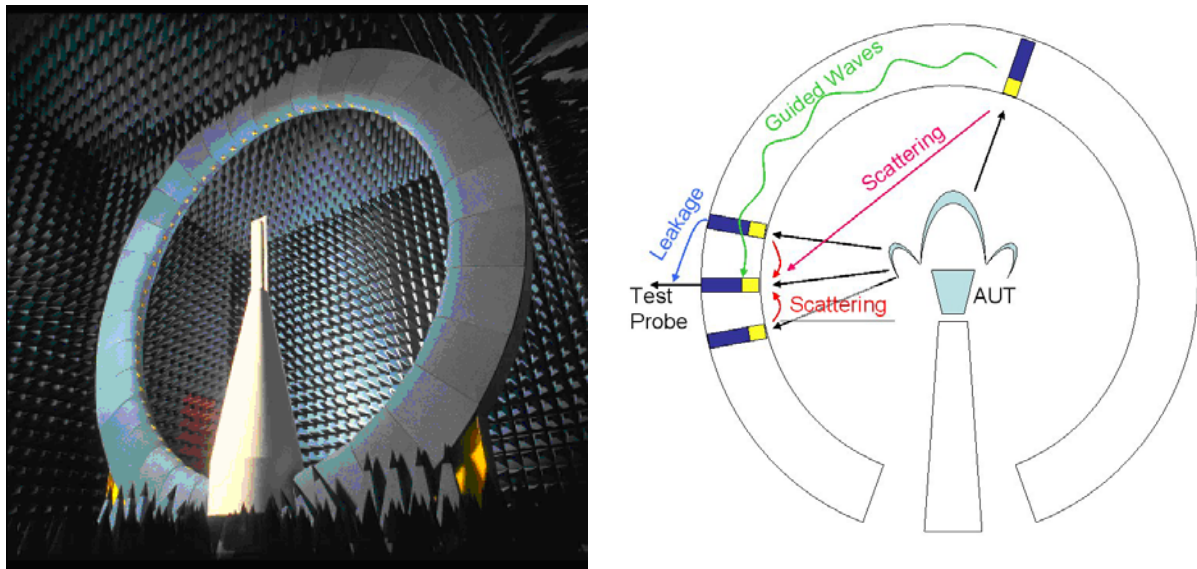 Guided Waves
Scattering
Leakage
Test
Probe
Scattering
AUT